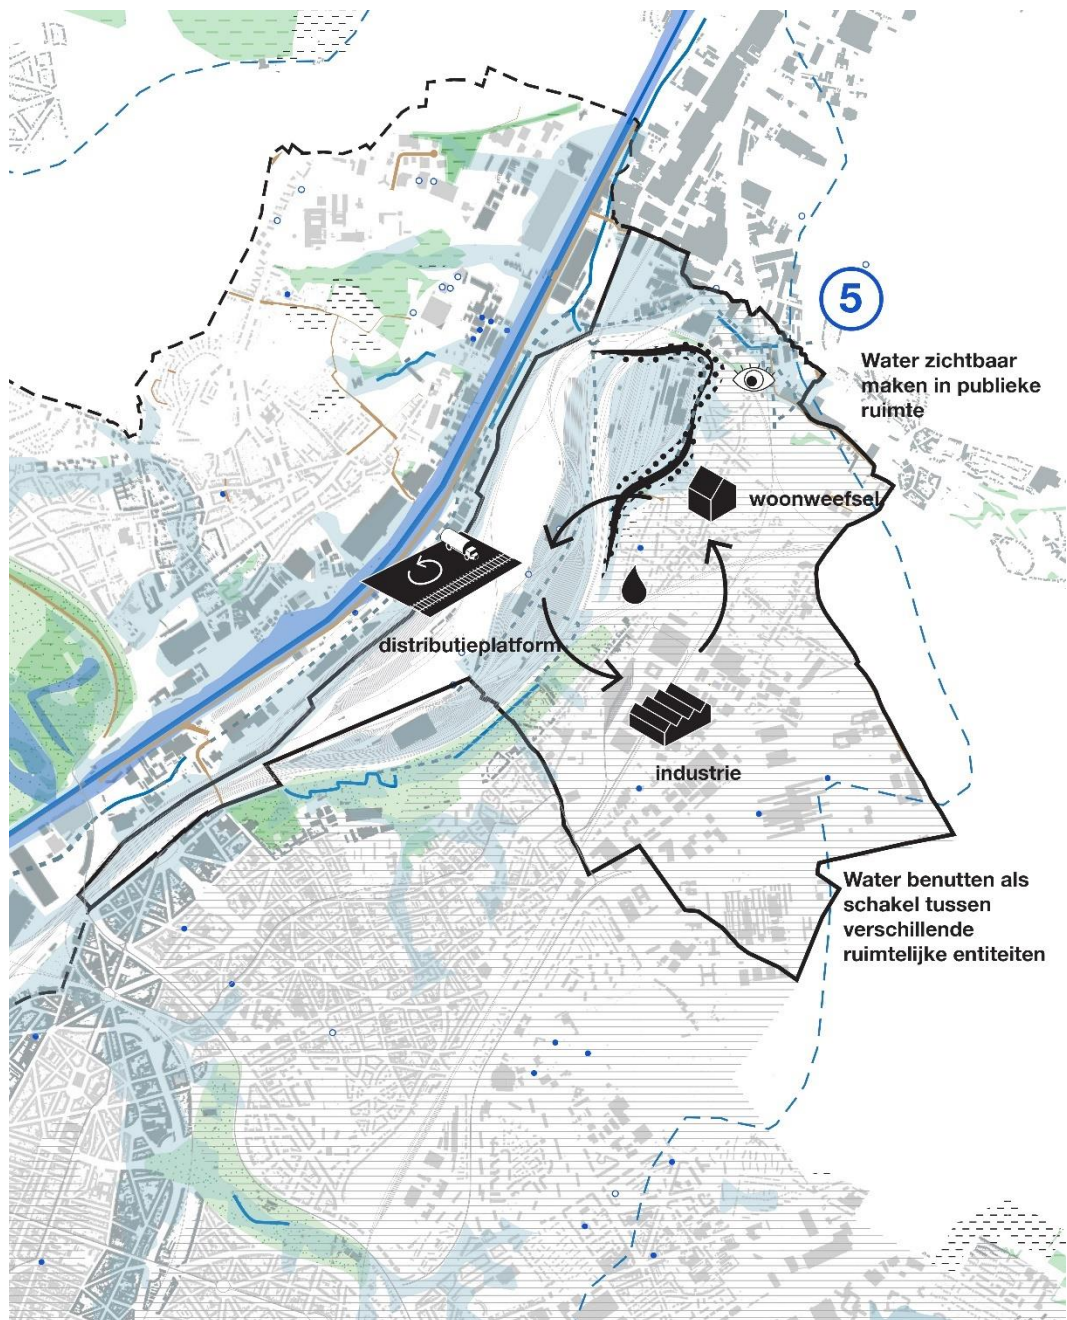 5
Water zichtbaar
maken in publieke
ruimte
woonweefsel
distributieplatform
industrie
Water benutten als
schakel tussen
verschillende
ruimtelijke entiteiten